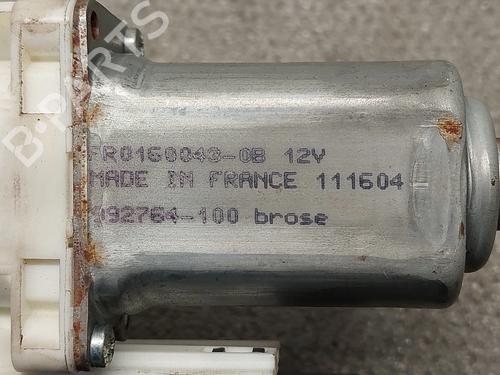 B-PARTS
FR0160043-0B 12V
MADE IN FRANCE 111604
992764-100 brose